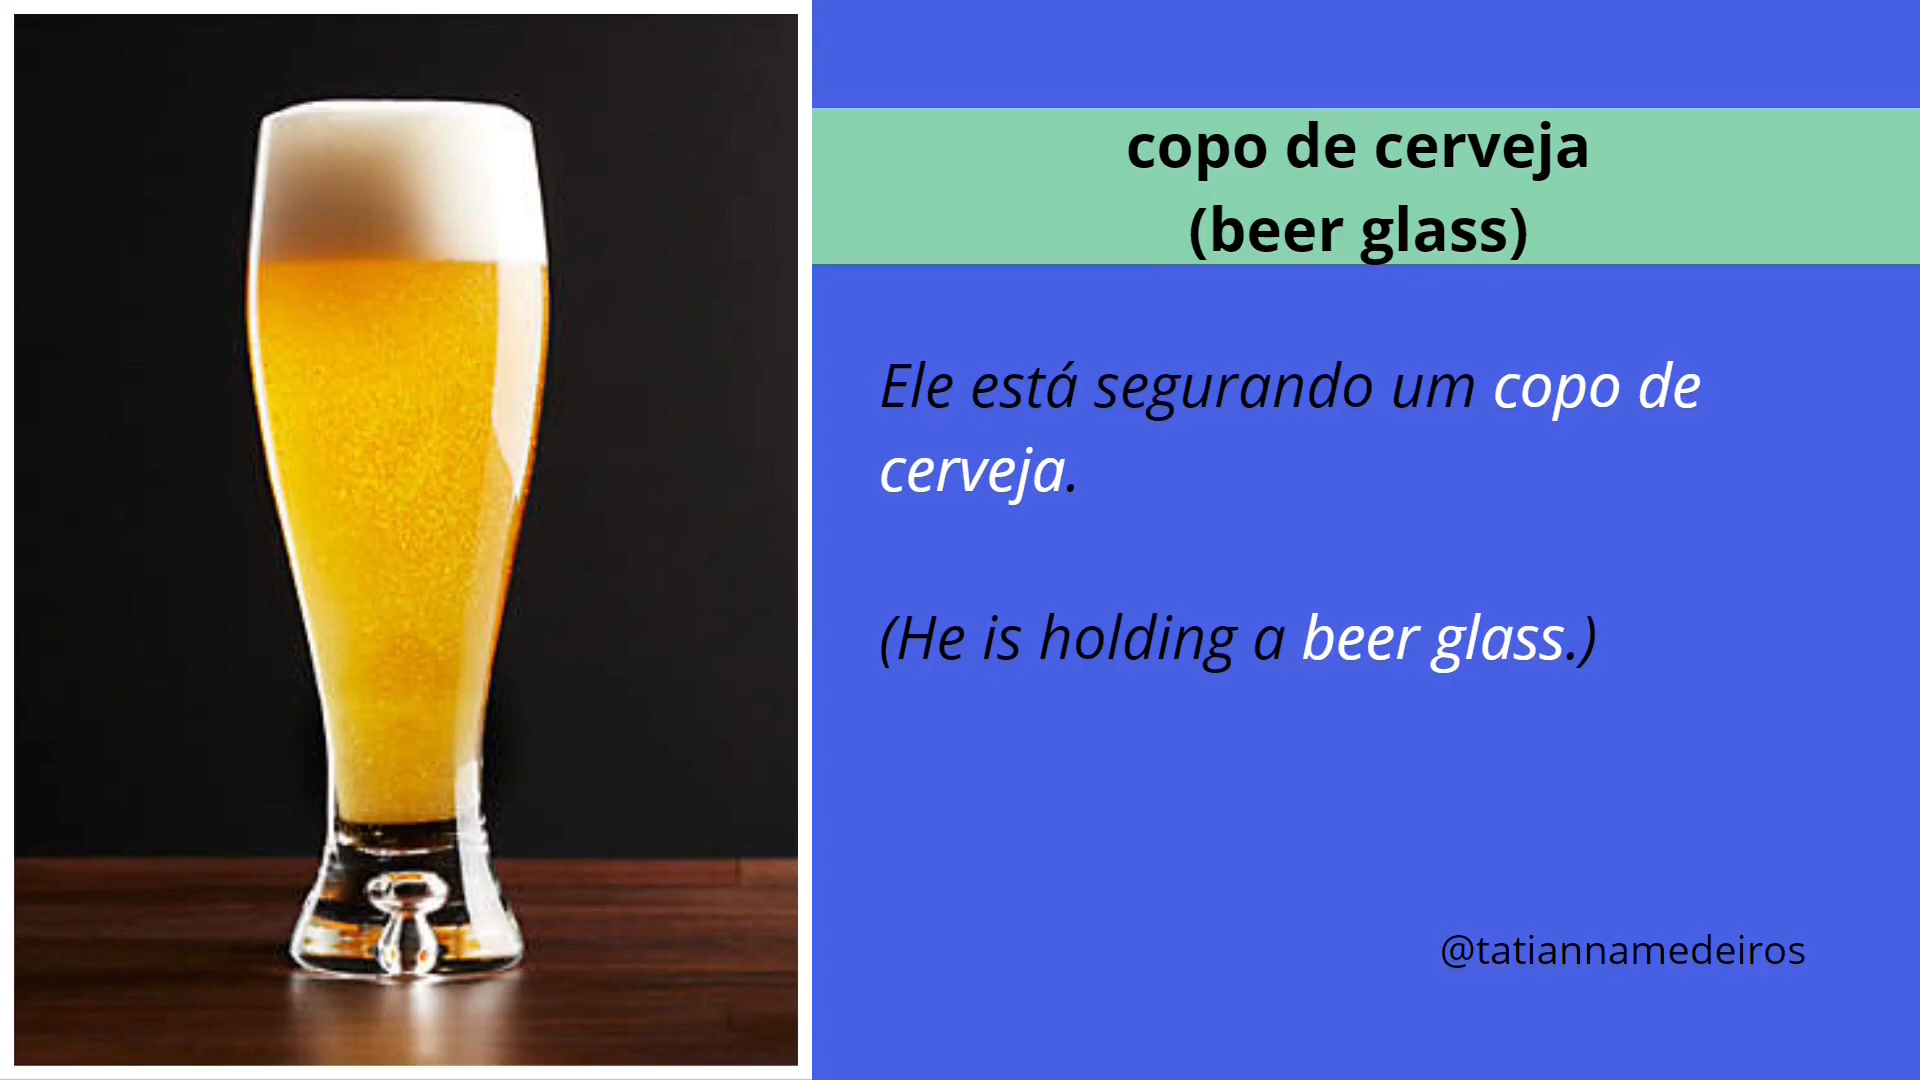 copo de cerveja
(beer glass)
Ele está segurando um copo de
cerveja.
(He is holding a beer glass.)
@tatiannamedeiros